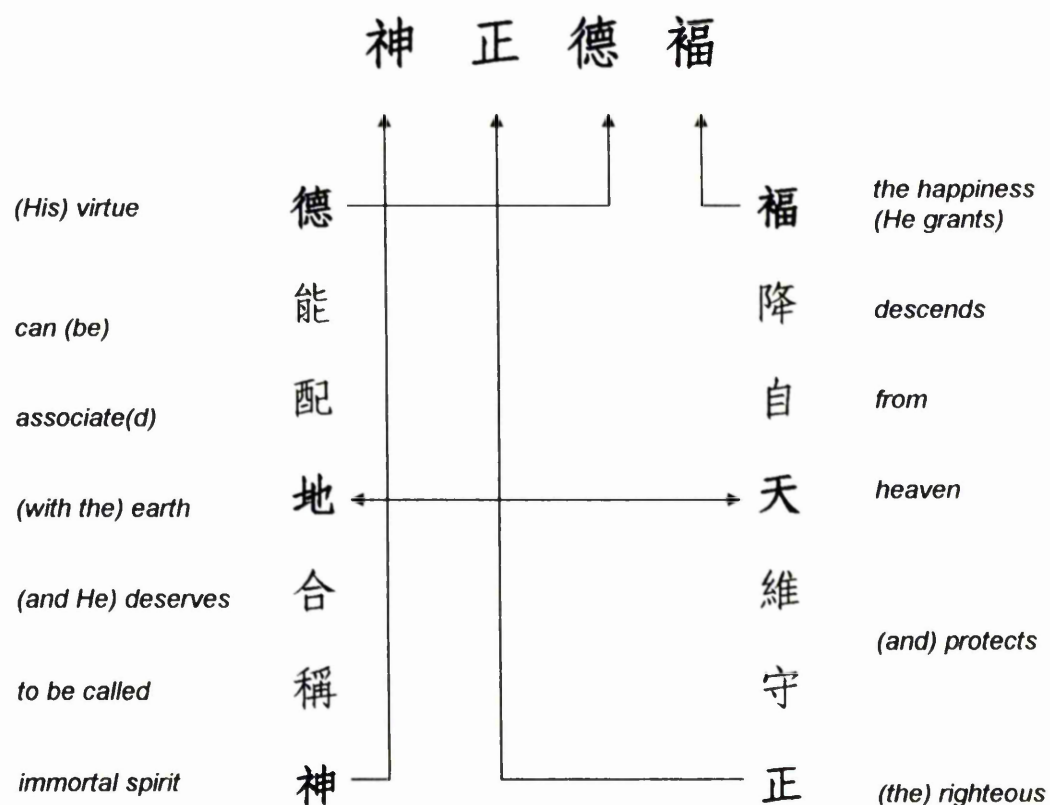 神正德褔
褔降自天維守正
the happiness
(He grants)
descends
from
heaven
(and) protects
(the) righteous
德能配地合稱神
(His) virtue
can (be)
associate(d)
(with the) earth
(and He) deserves
to be called
immortal spirit